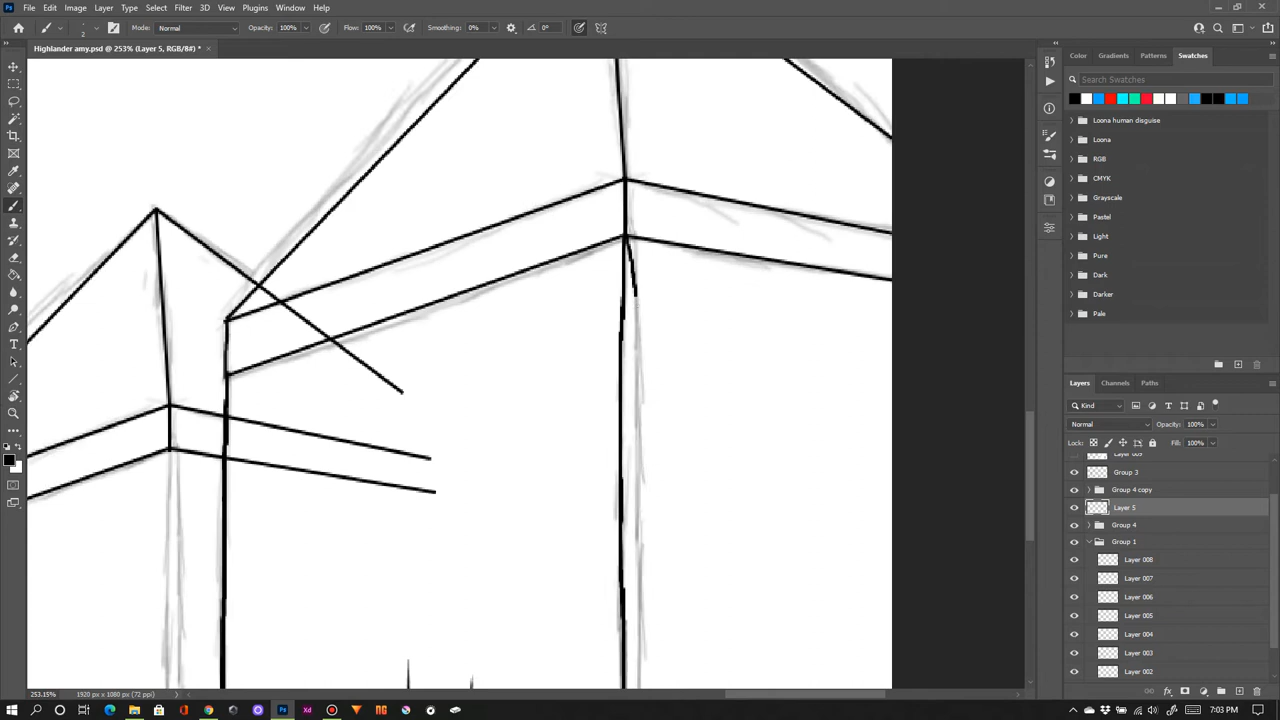 File Edit Image Layer Type Select Filter 3D View Plugins Window Help
2 Mode: Normal Opacity: 100% Flow: 100% Smoothing: 0% 0°
Highlander amy.psd @ 253% (Layer 5, RGB/8#) * ×
Color Gradients Patterns Swatches
Search Swatches
Loona human disguise
Loona
RGB
CMYK
Grayscale
Pastel
Light
Pure
Dark
Darker
Pale
Layers Channels Paths
Kind
Normal Opacity: 100%
Lock: Fill: 100%
Layer 009
Group 3
Group 4 copy
Layer 5
Group 4
Group 1
Layer 008
Layer 007
Layer 006
Layer 005
Layer 004
Layer 003
Layer 002
253.15% 1920 px x 1080 px (72 ppi)
7:03 PM